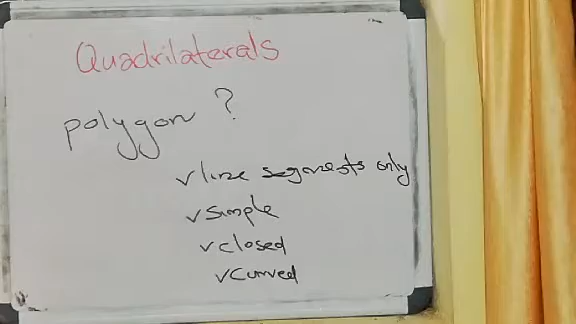 Quadrilaterals
polygon ?
✓ line segments only
✓ simple
✓ closed
✓ curved